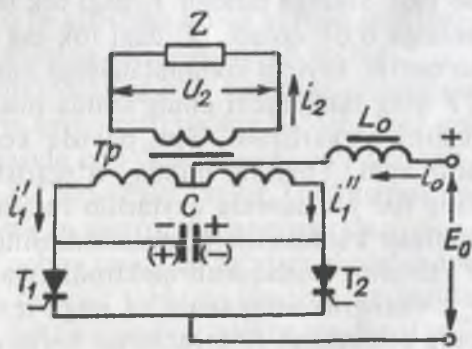 Z
U₂
i₂
L₀
Tp
+
i₀
i₁'
C
i₁"
− +
(+) (−)
E₀
T₁
T₂